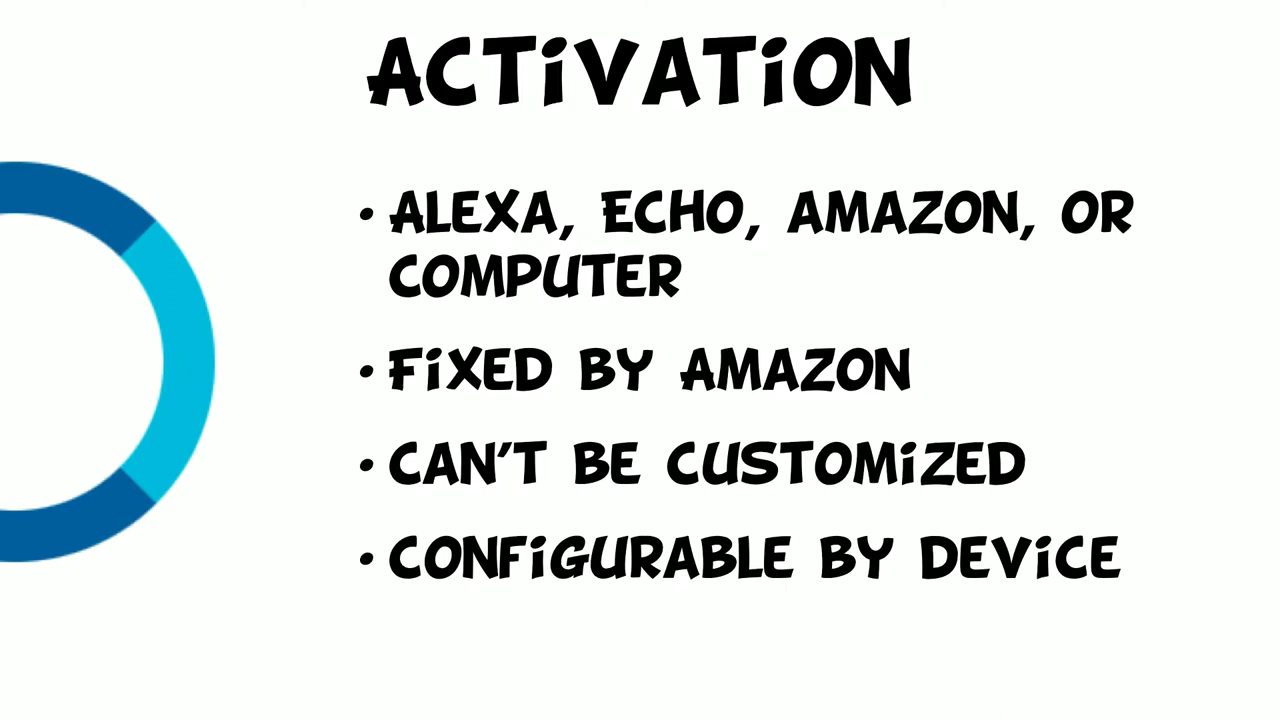 ACTIVATION
• ALEXA, ECHO, AMAZON, OR
COMPUTER
• FIXED BY AMAZON
• CAN'T BE CUSTOMIZED
• CONFIGURABLE BY DEVICE